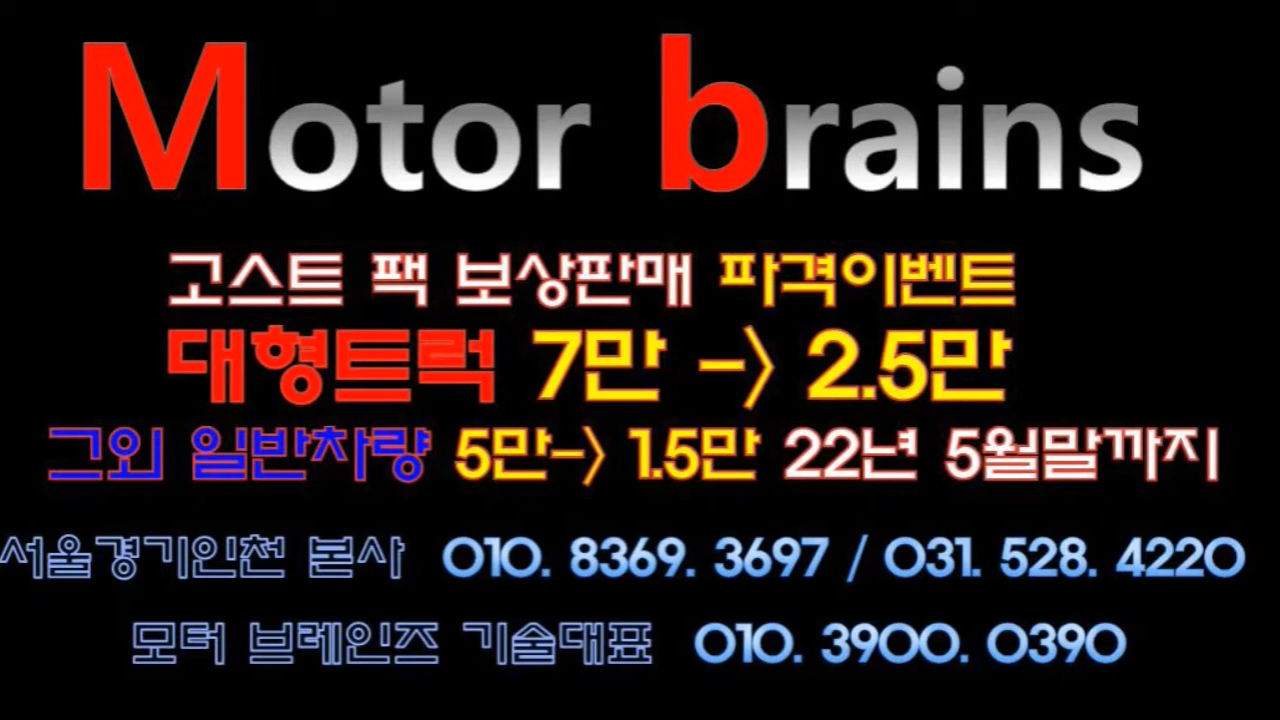 Motor brains
고스트 팩 보상판매 파격이벤트
대형트럭 7만 -> 2.5만
그외 일반차량 5만-> 1.5만 22년 5월말까지
서울경기인천 본사 010. 8369. 3697 / 031. 528. 4220
모터 브레인즈 기술대표 010. 3900. 0390